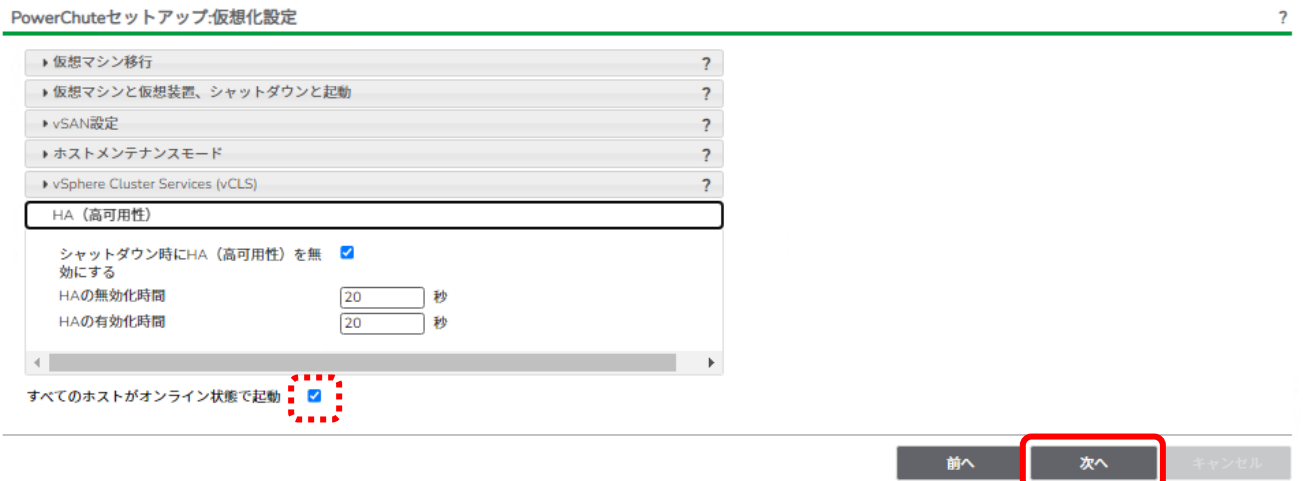 PowerChuteセットアップ:仮想化設定 ?
仮想マシン移行 ?
仮想マシンと仮想装置、シャットダウンと起動 ?
vSAN設定 ?
ホストメンテナンスモード ?
vSphere Cluster Services (vCLS) ?
HA（高可用性）
シャットダウン時にHA（高可用性）を無
効にする
HAの無効化時間 20 秒
HAの有効化時間 20 秒
すべてのホストがオンライン状態で起動
前へ 次へ キャンセル